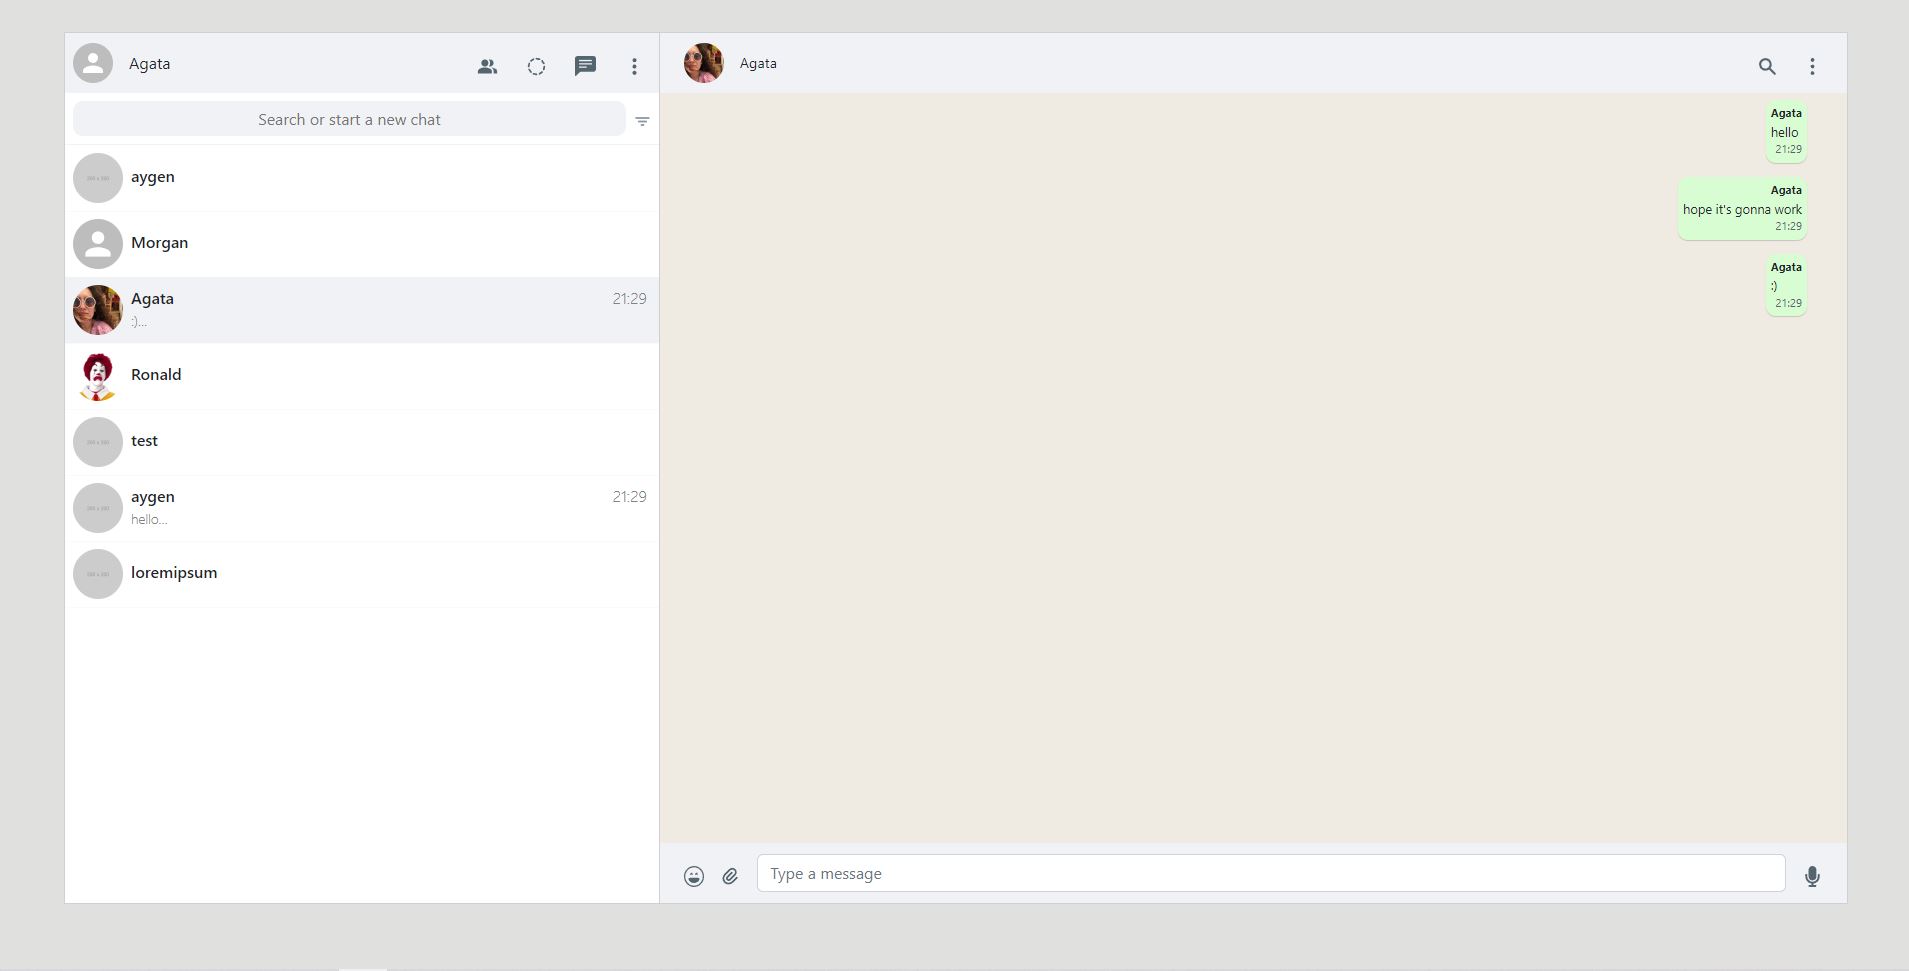 Agata
Search or start a new chat
aygen
Morgan
Agata
21:29
:)...
Ronald
test
aygen
21:29
hello...
loremipsum
Agata
Agata
hello
21:29
Agata
hope it's gonna work
21:29
Agata
:)
21:29
Type a message